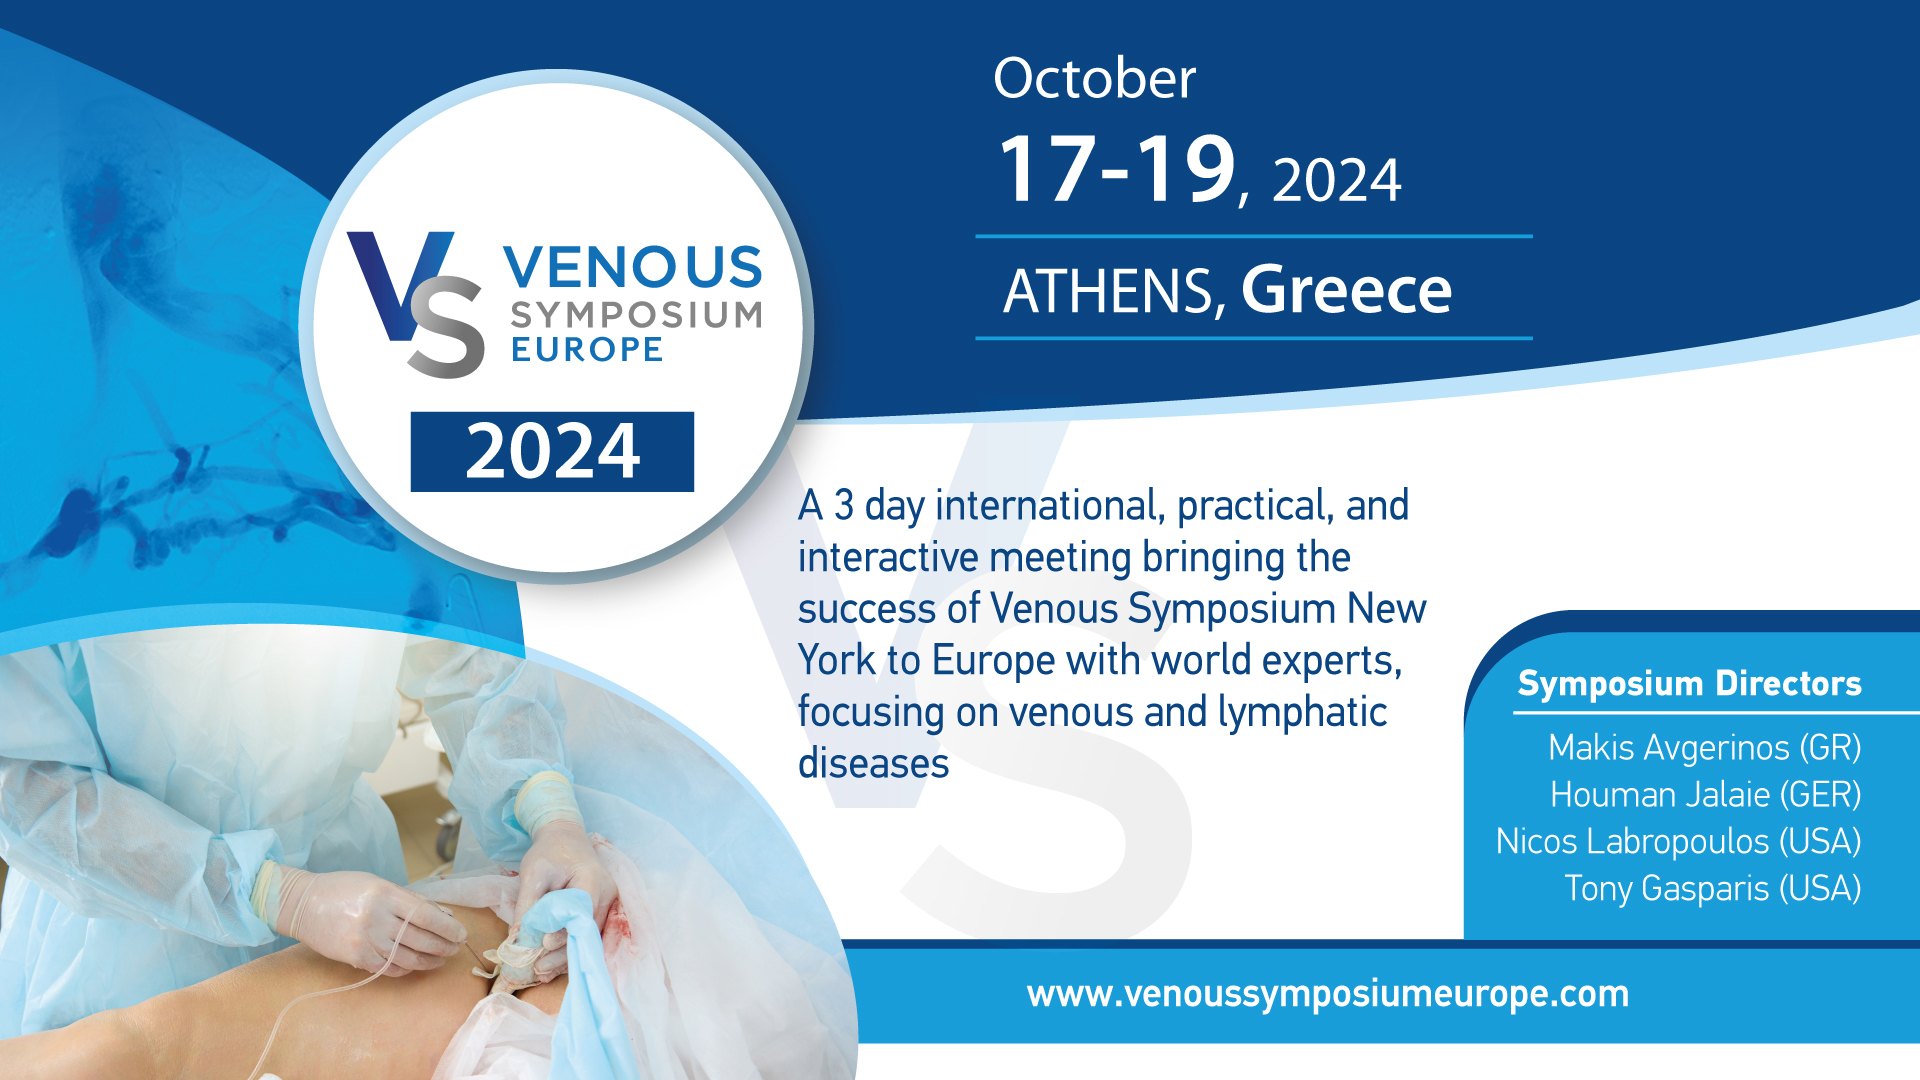 October
17-19, 2024
ATHENS, Greece
VS VENOUS
SYMPOSIUM
EUROPE
2024
A 3 day international, practical, and
interactive meeting bringing the
success of Venous Symposium New
York to Europe with world experts,
focusing on venous and lymphatic
diseases
Symposium Directors
Makis Avgerinos (GR)
Houman Jalaie (GER)
Nicos Labropoulos (USA)
Tony Gasparis (USA)
www.venoussymposiumeurope.com